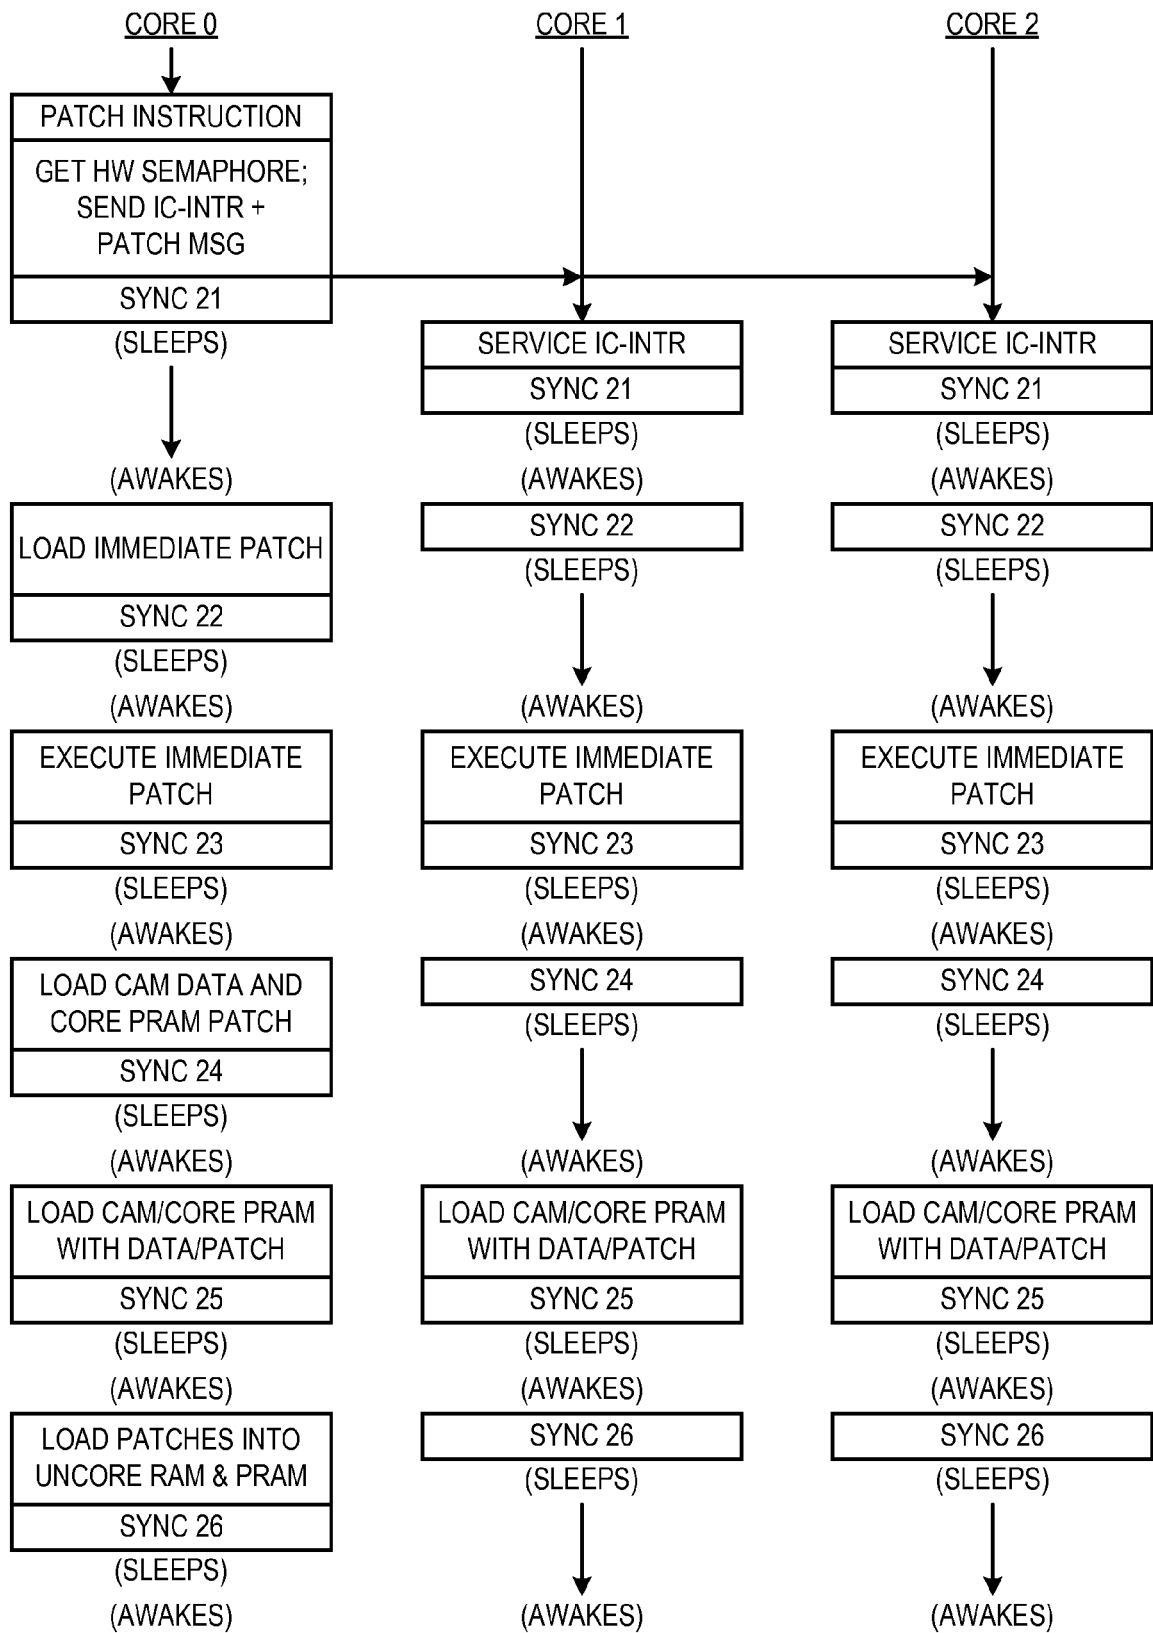 CORE 0
CORE 1
CORE 2
PATCH INSTRUCTION
GET HW SEMAPHORE;
SEND IC-INTR +
PATCH MSG
SYNC 21
(SLEEPS)
SERVICE IC-INTR
SERVICE IC-INTR
SYNC 21
SYNC 21
(SLEEPS)
(SLEEPS)
(AWAKES)
(AWAKES)
(AWAKES)
LOAD IMMEDIATE PATCH
SYNC 22
SYNC 22
(SLEEPS)
(SLEEPS)
SYNC 22
(SLEEPS)
(AWAKES)
(AWAKES)
(AWAKES)
EXECUTE IMMEDIATE
PATCH
EXECUTE IMMEDIATE
PATCH
EXECUTE IMMEDIATE
PATCH
SYNC 23
SYNC 23
SYNC 23
(SLEEPS)
(SLEEPS)
(SLEEPS)
(AWAKES)
(AWAKES)
(AWAKES)
LOAD CAM DATA AND
CORE PRAM PATCH
SYNC 24
SYNC 24
(SLEEPS)
(SLEEPS)
SYNC 24
(SLEEPS)
(AWAKES)
(AWAKES)
(AWAKES)
LOAD CAM/CORE PRAM
WITH DATA/PATCH
LOAD CAM/CORE PRAM
WITH DATA/PATCH
LOAD CAM/CORE PRAM
WITH DATA/PATCH
SYNC 25
SYNC 25
SYNC 25
(SLEEPS)
(SLEEPS)
(SLEEPS)
(AWAKES)
(AWAKES)
(AWAKES)
LOAD PATCHES INTO
UNCORE RAM & PRAM
SYNC 26
SYNC 26
(SLEEPS)
(SLEEPS)
SYNC 26
(SLEEPS)
(AWAKES)
(AWAKES)
(AWAKES)